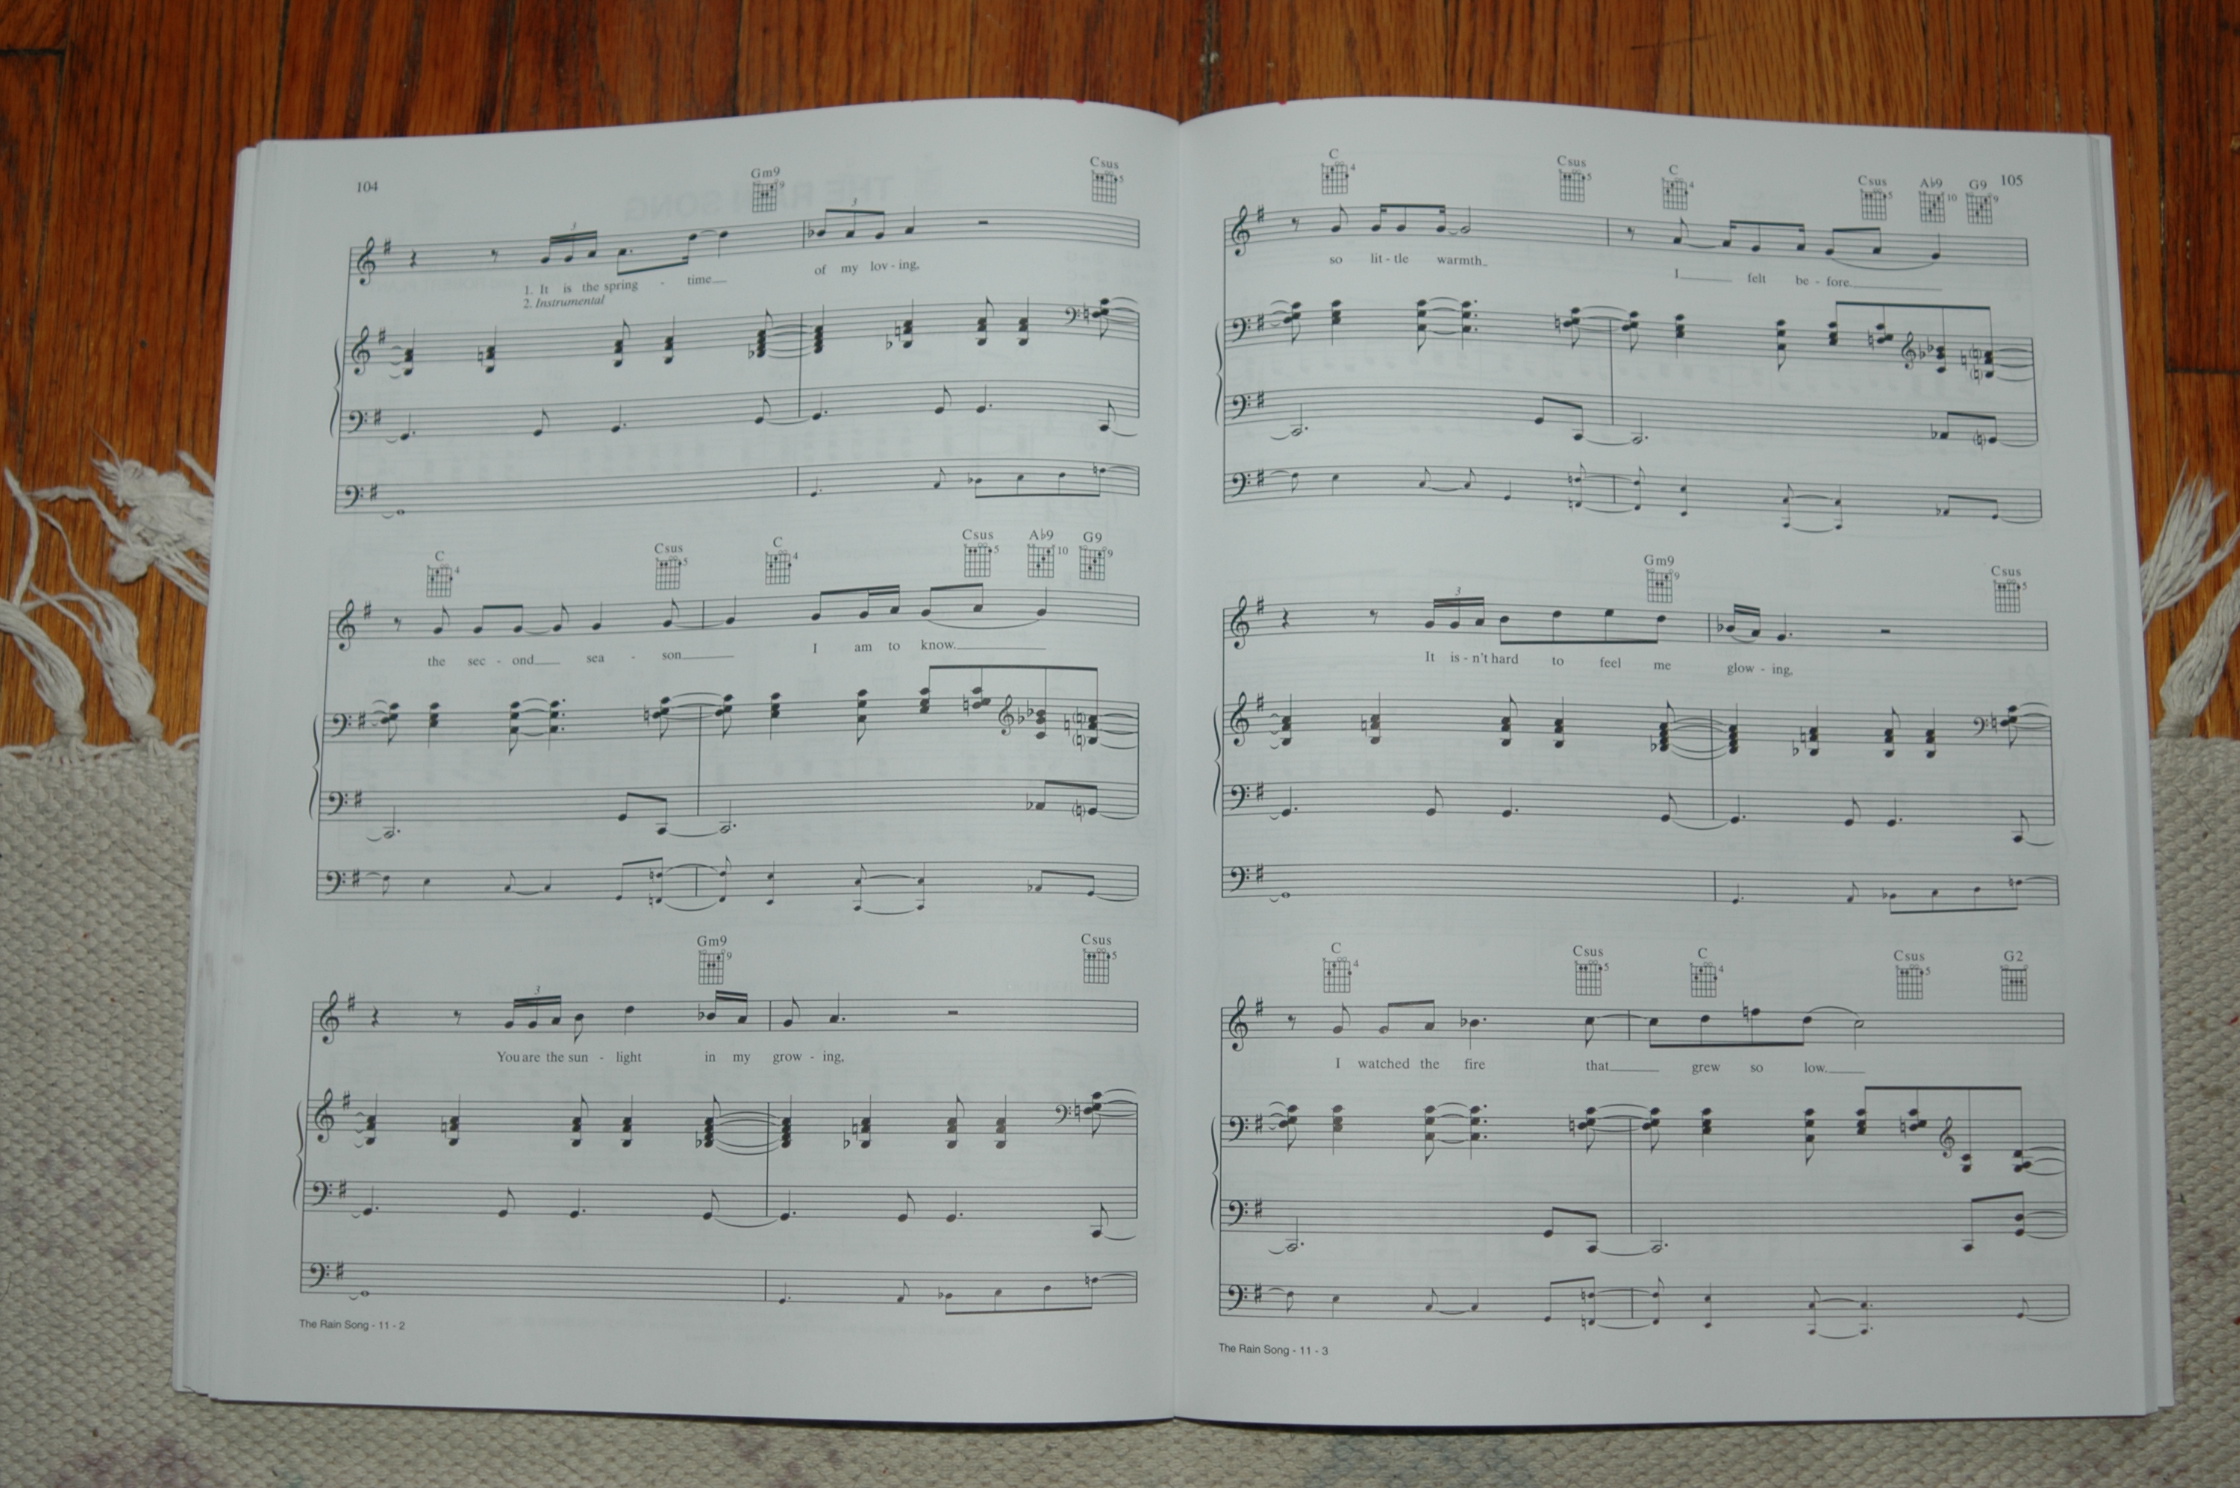 104
Gm9 Csus
1. It is the spring - time of my lov - ing,
2. Instrumental
C Csus C Csus A♭9 G9
the sec - ond sea - son I am to know.
Gm9 Csus
You are the sun - light in my grow - ing,
The Rain Song - 11 - 2
105
C Csus C Csus A♭9 G9
so lit - tle warmth I felt be - fore.
Gm9 Csus
It is - n't hard to feel me glow - ing,
C Csus C Csus G2
I watched the fire that grew so low.
The Rain Song - 11 - 3